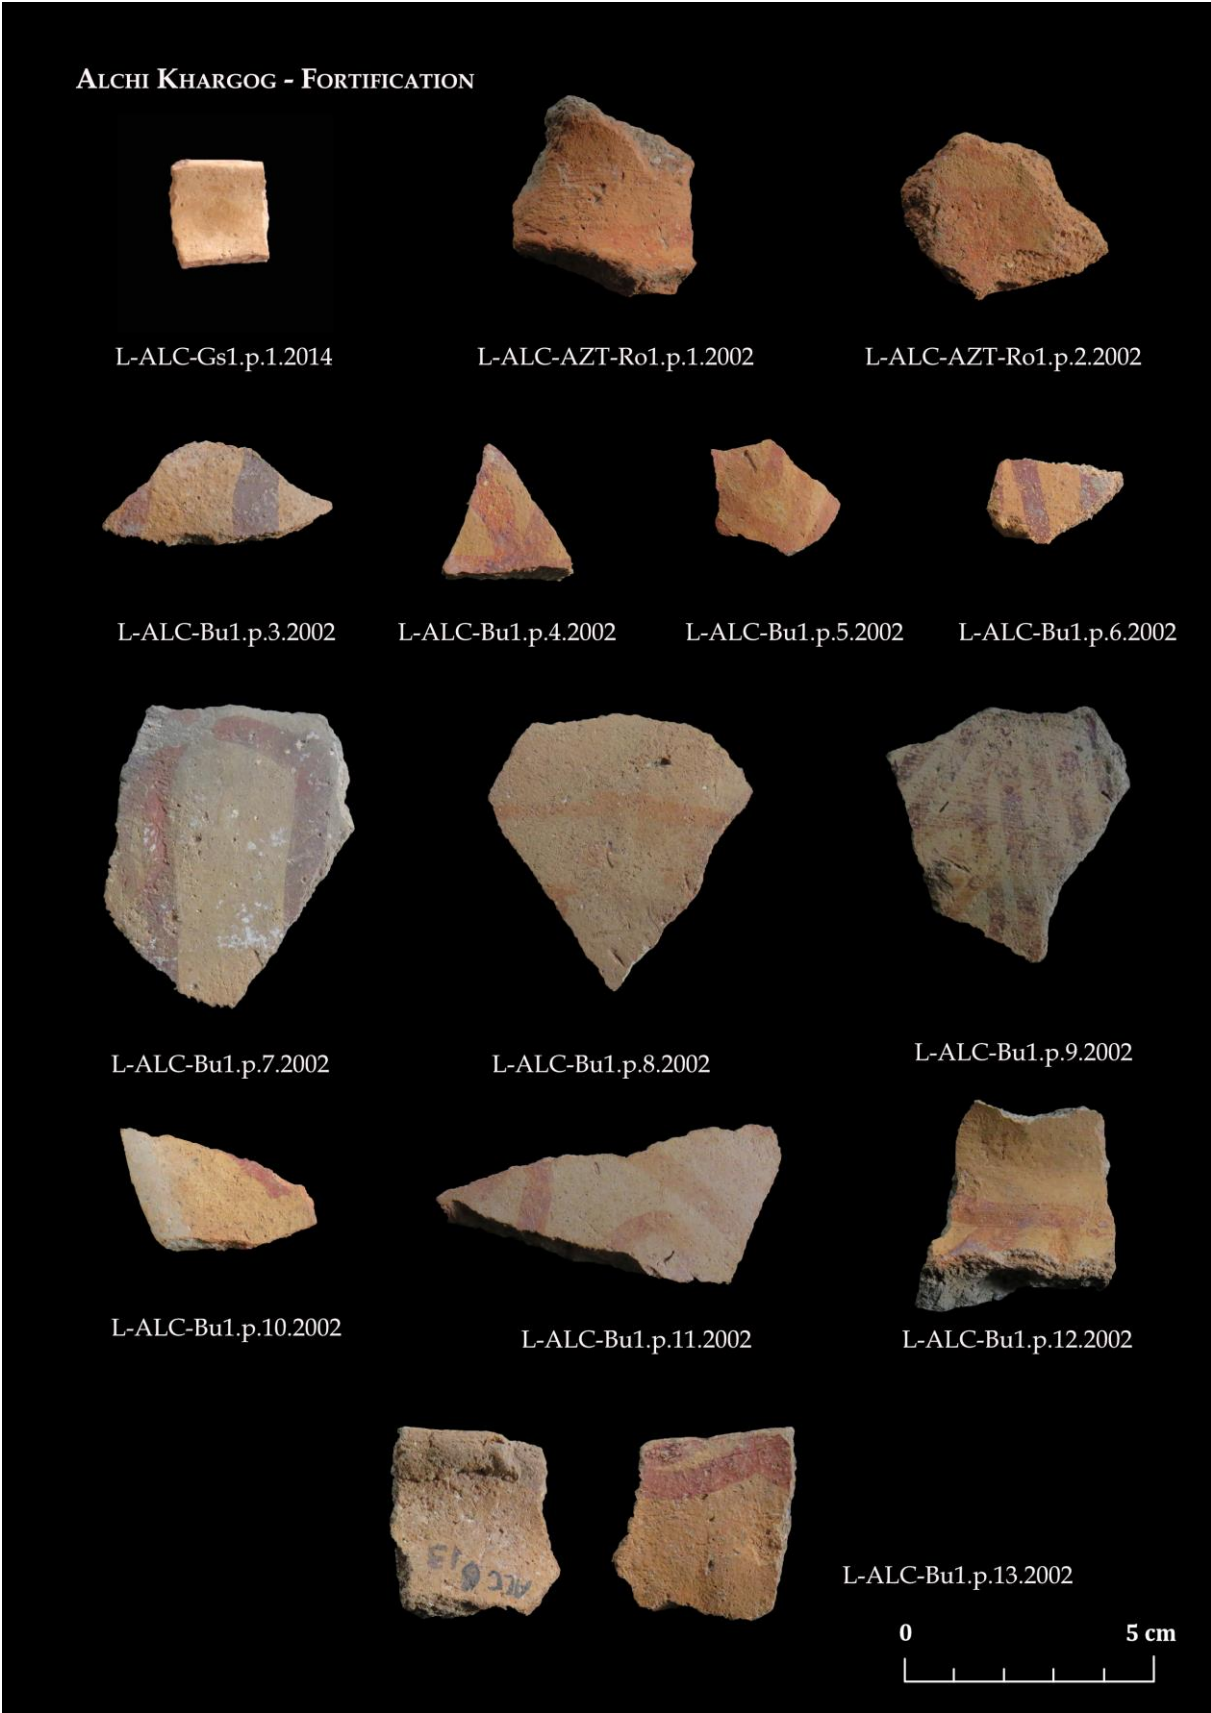 ALCHI KHARGOG - FORTIFICATION
L-ALC-Gs1.p.1.2014
L-ALC-AZT-Ro1.p.1.2002
L-ALC-AZT-Ro1.p.2.2002
L-ALC-Bu1.p.3.2002
L-ALC-Bu1.p.4.2002
L-ALC-Bu1.p.5.2002
L-ALC-Bu1.p.6.2002
L-ALC-Bu1.p.7.2002
L-ALC-Bu1.p.8.2002
L-ALC-Bu1.p.9.2002
L-ALC-Bu1.p.10.2002
L-ALC-Bu1.p.11.2002
L-ALC-Bu1.p.12.2002
ALC
13
L-ALC-Bu1.p.13.2002
0 5 cm